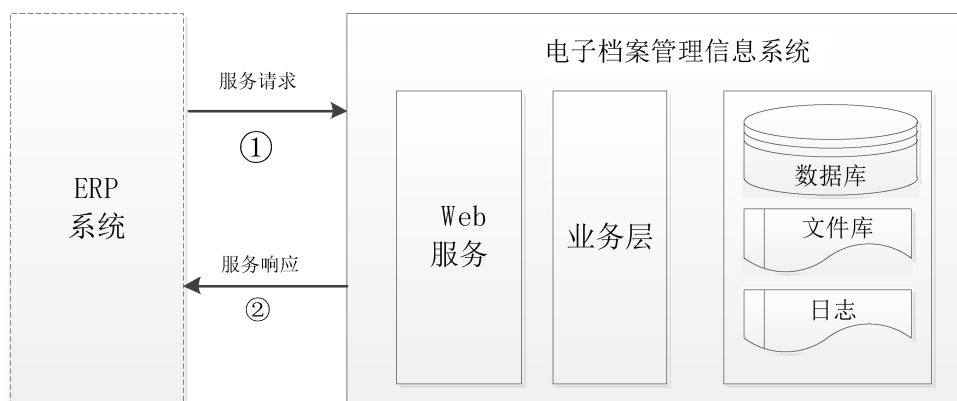 电子档案管理信息系统
服务请求
①
ERP
系统
服务响应
②
Web
服务
业务层
数据库
文件库
日志